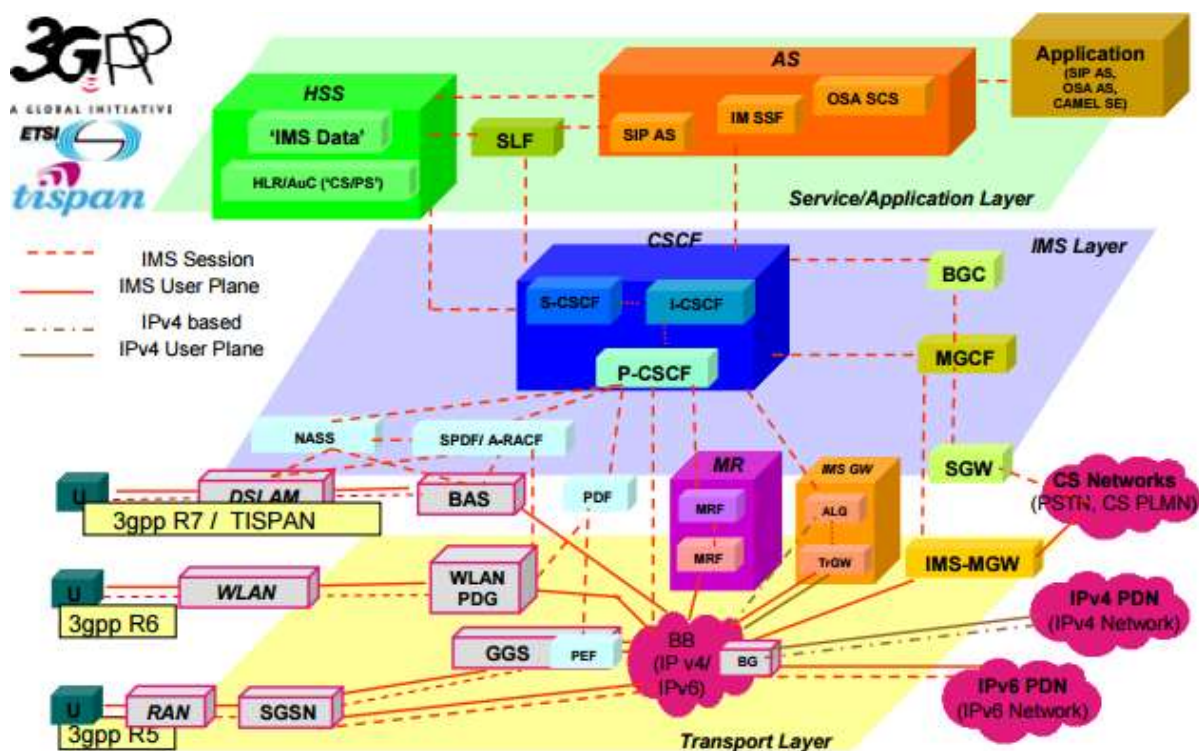 3GPP
A GLOBAL INITIATIVE
ETSI
tispan
HSS
'IMS Data'
HLR/AuC ('CS/PS')
SLF
AS
SIP AS
IM SSF
OSA SCS
Application
(SIP AS,
OSA AS,
CAMEL SE)
Service/Application Layer
IMS Session
IMS User Plane
IPv4 based
IPv4 User Plane
CSCF
S-CSCF
I-CSCF
P-CSCF
IMS Layer
BGC
MGCF
SGW
NASS
SPDF/ A-RACF
U
DSLAM
BAS
3gpp R7 / TISPAN
PDF
MR
MRF
MRF
IMS GW
ALG
TrGW
IMS-MGW
CS Networks
(PSTN, CS PLMN)
U
WLAN
WLAN
PDG
3gpp R6
GGS
PEF
BB
(IP v4/
IPv6)
BG
IPv4 PDN
(IPv4 Network)
IPv6 PDN
(IPv6 Network)
U
RAN
SGSN
3gpp R5
Transport Layer